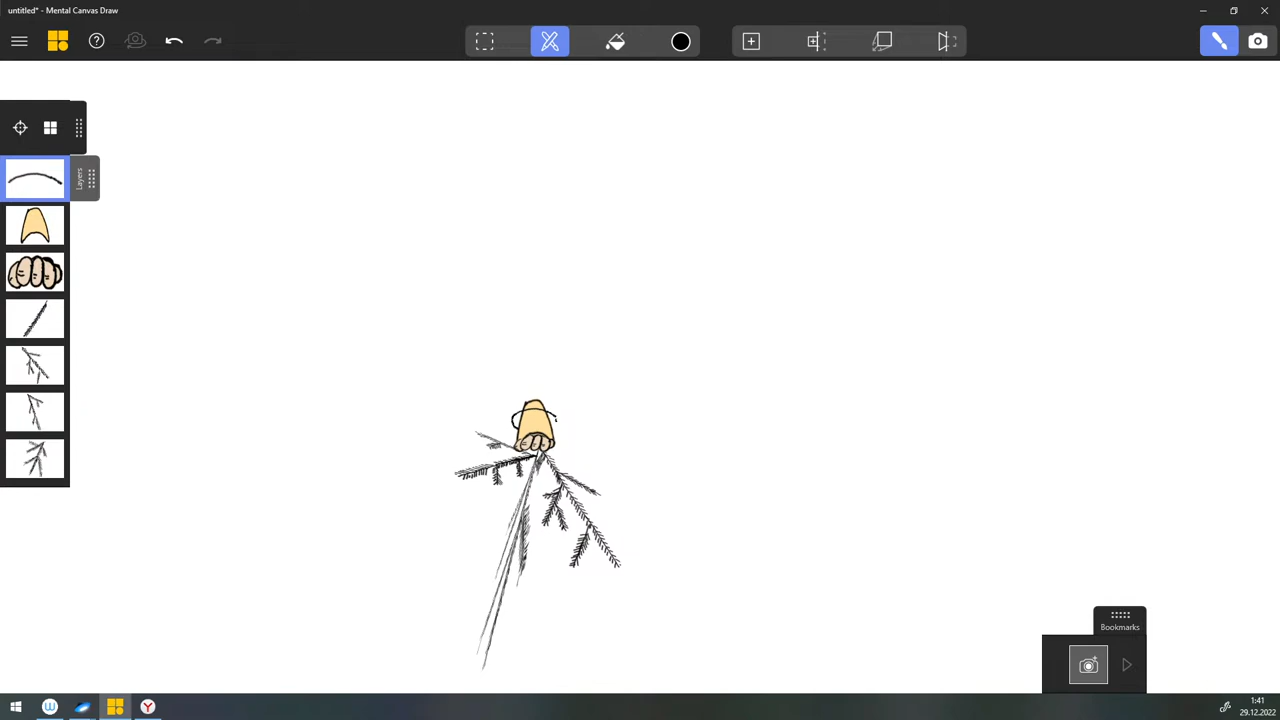 untitled* - Mental Canvas Draw
Layers
Bookmarks
1:41
29.12.2022